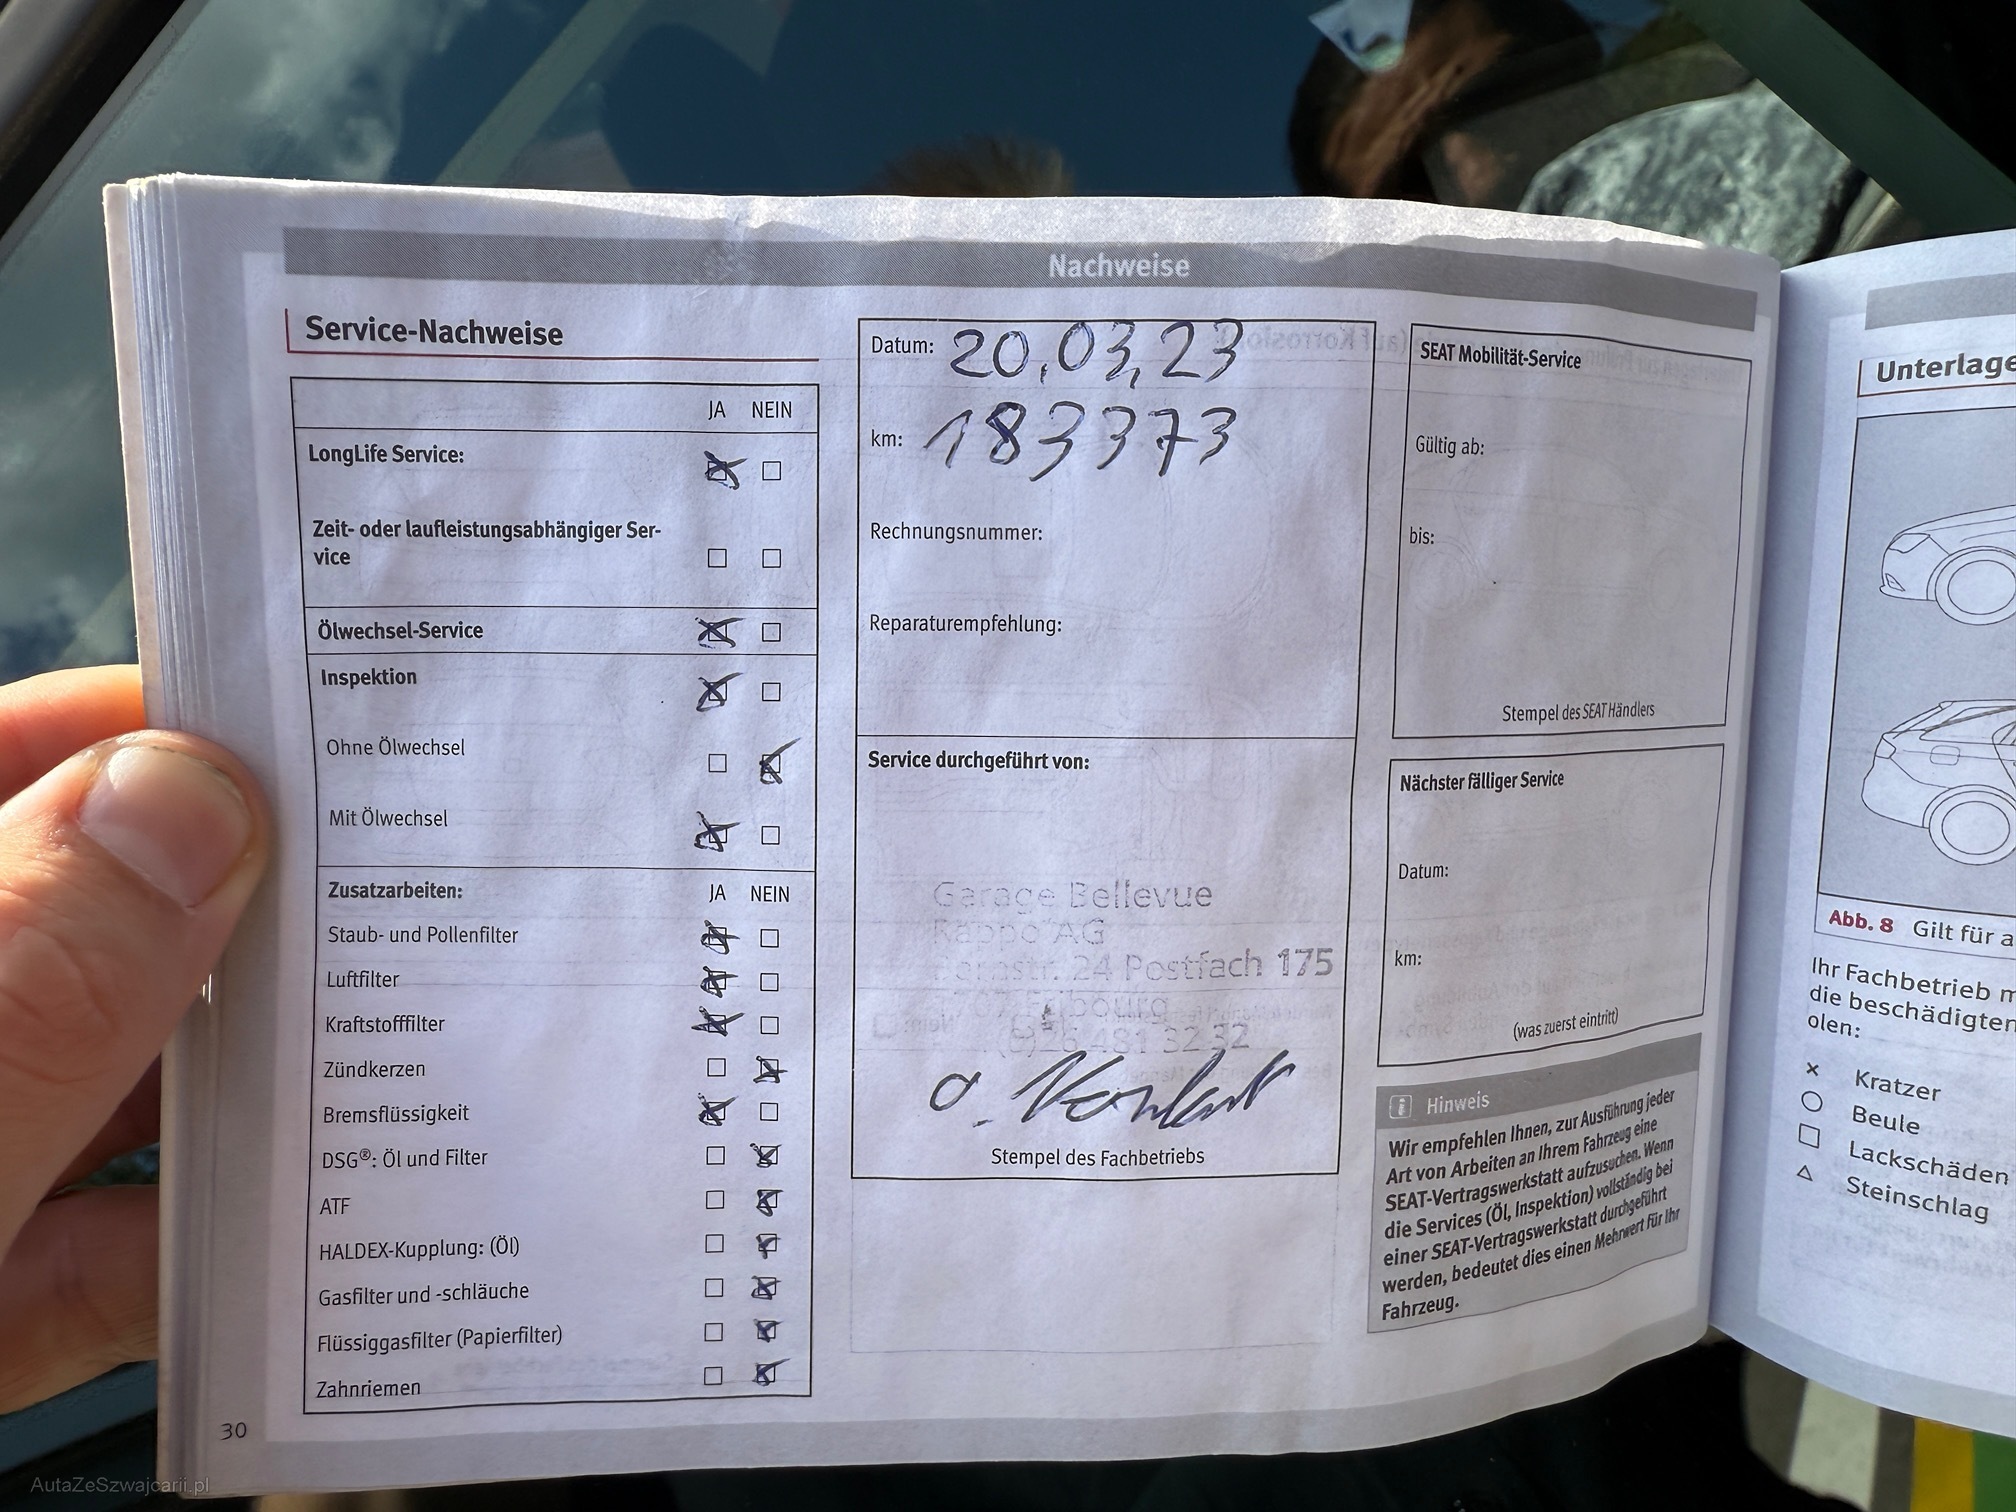 Nachweise
Service-Nachweise
JA NEIN
LongLife Service:
Zeit- oder laufleistungsabhängiger Ser-
vice
Ölwechsel-Service
Inspektion
Ohne Ölwechsel
Mit Ölwechsel
Zusatzarbeiten: JA NEIN
Staub- und Pollenfilter
Luftfilter
Kraftstofffilter
Zündkerzen
Bremsflüssigkeit
DSG®: Öl und Filter
ATF
HALDEX-Kupplung: (Öl)
Gasfilter und -schläuche
Flüssiggasfilter (Papierfilter)
Zahnriemen
30
Datum: 20.03.23
km: 183373
Rechnungsnummer:
Reparaturempfehlung:
Service durchgeführt von:
Garage Bellevue
Rappo AG
24 Postfach 175
Fribourg
26 481 32 32
Stempel des Fachbetriebs
SEAT Mobilität-Service
Gültig ab:
bis:
Stempel des SEAT Händlers
Nächster fälliger Service
Datum:
km:
(was zuerst eintritt)
Hinweis
Wir empfehlen Ihnen, zur Ausführung jeder
Art von Arbeiten an Ihrem Fahrzeug eine
SEAT-Vertragswerkstatt aufzusuchen. Wenn
die Services (Öl, Inspektion) vollständig bei
einer SEAT-Vertragswerkstatt durchgeführt
werden, bedeutet dies einen Mehrwert für Ihr
Fahrzeug.
Unterlage
Abb. 8 Gilt für a
Ihr Fachbetrieb m
die beschädigten
olen:
Kratzer
Beule
Lackschäden
Steinschlag
AutaZeSzwajcarii.pl